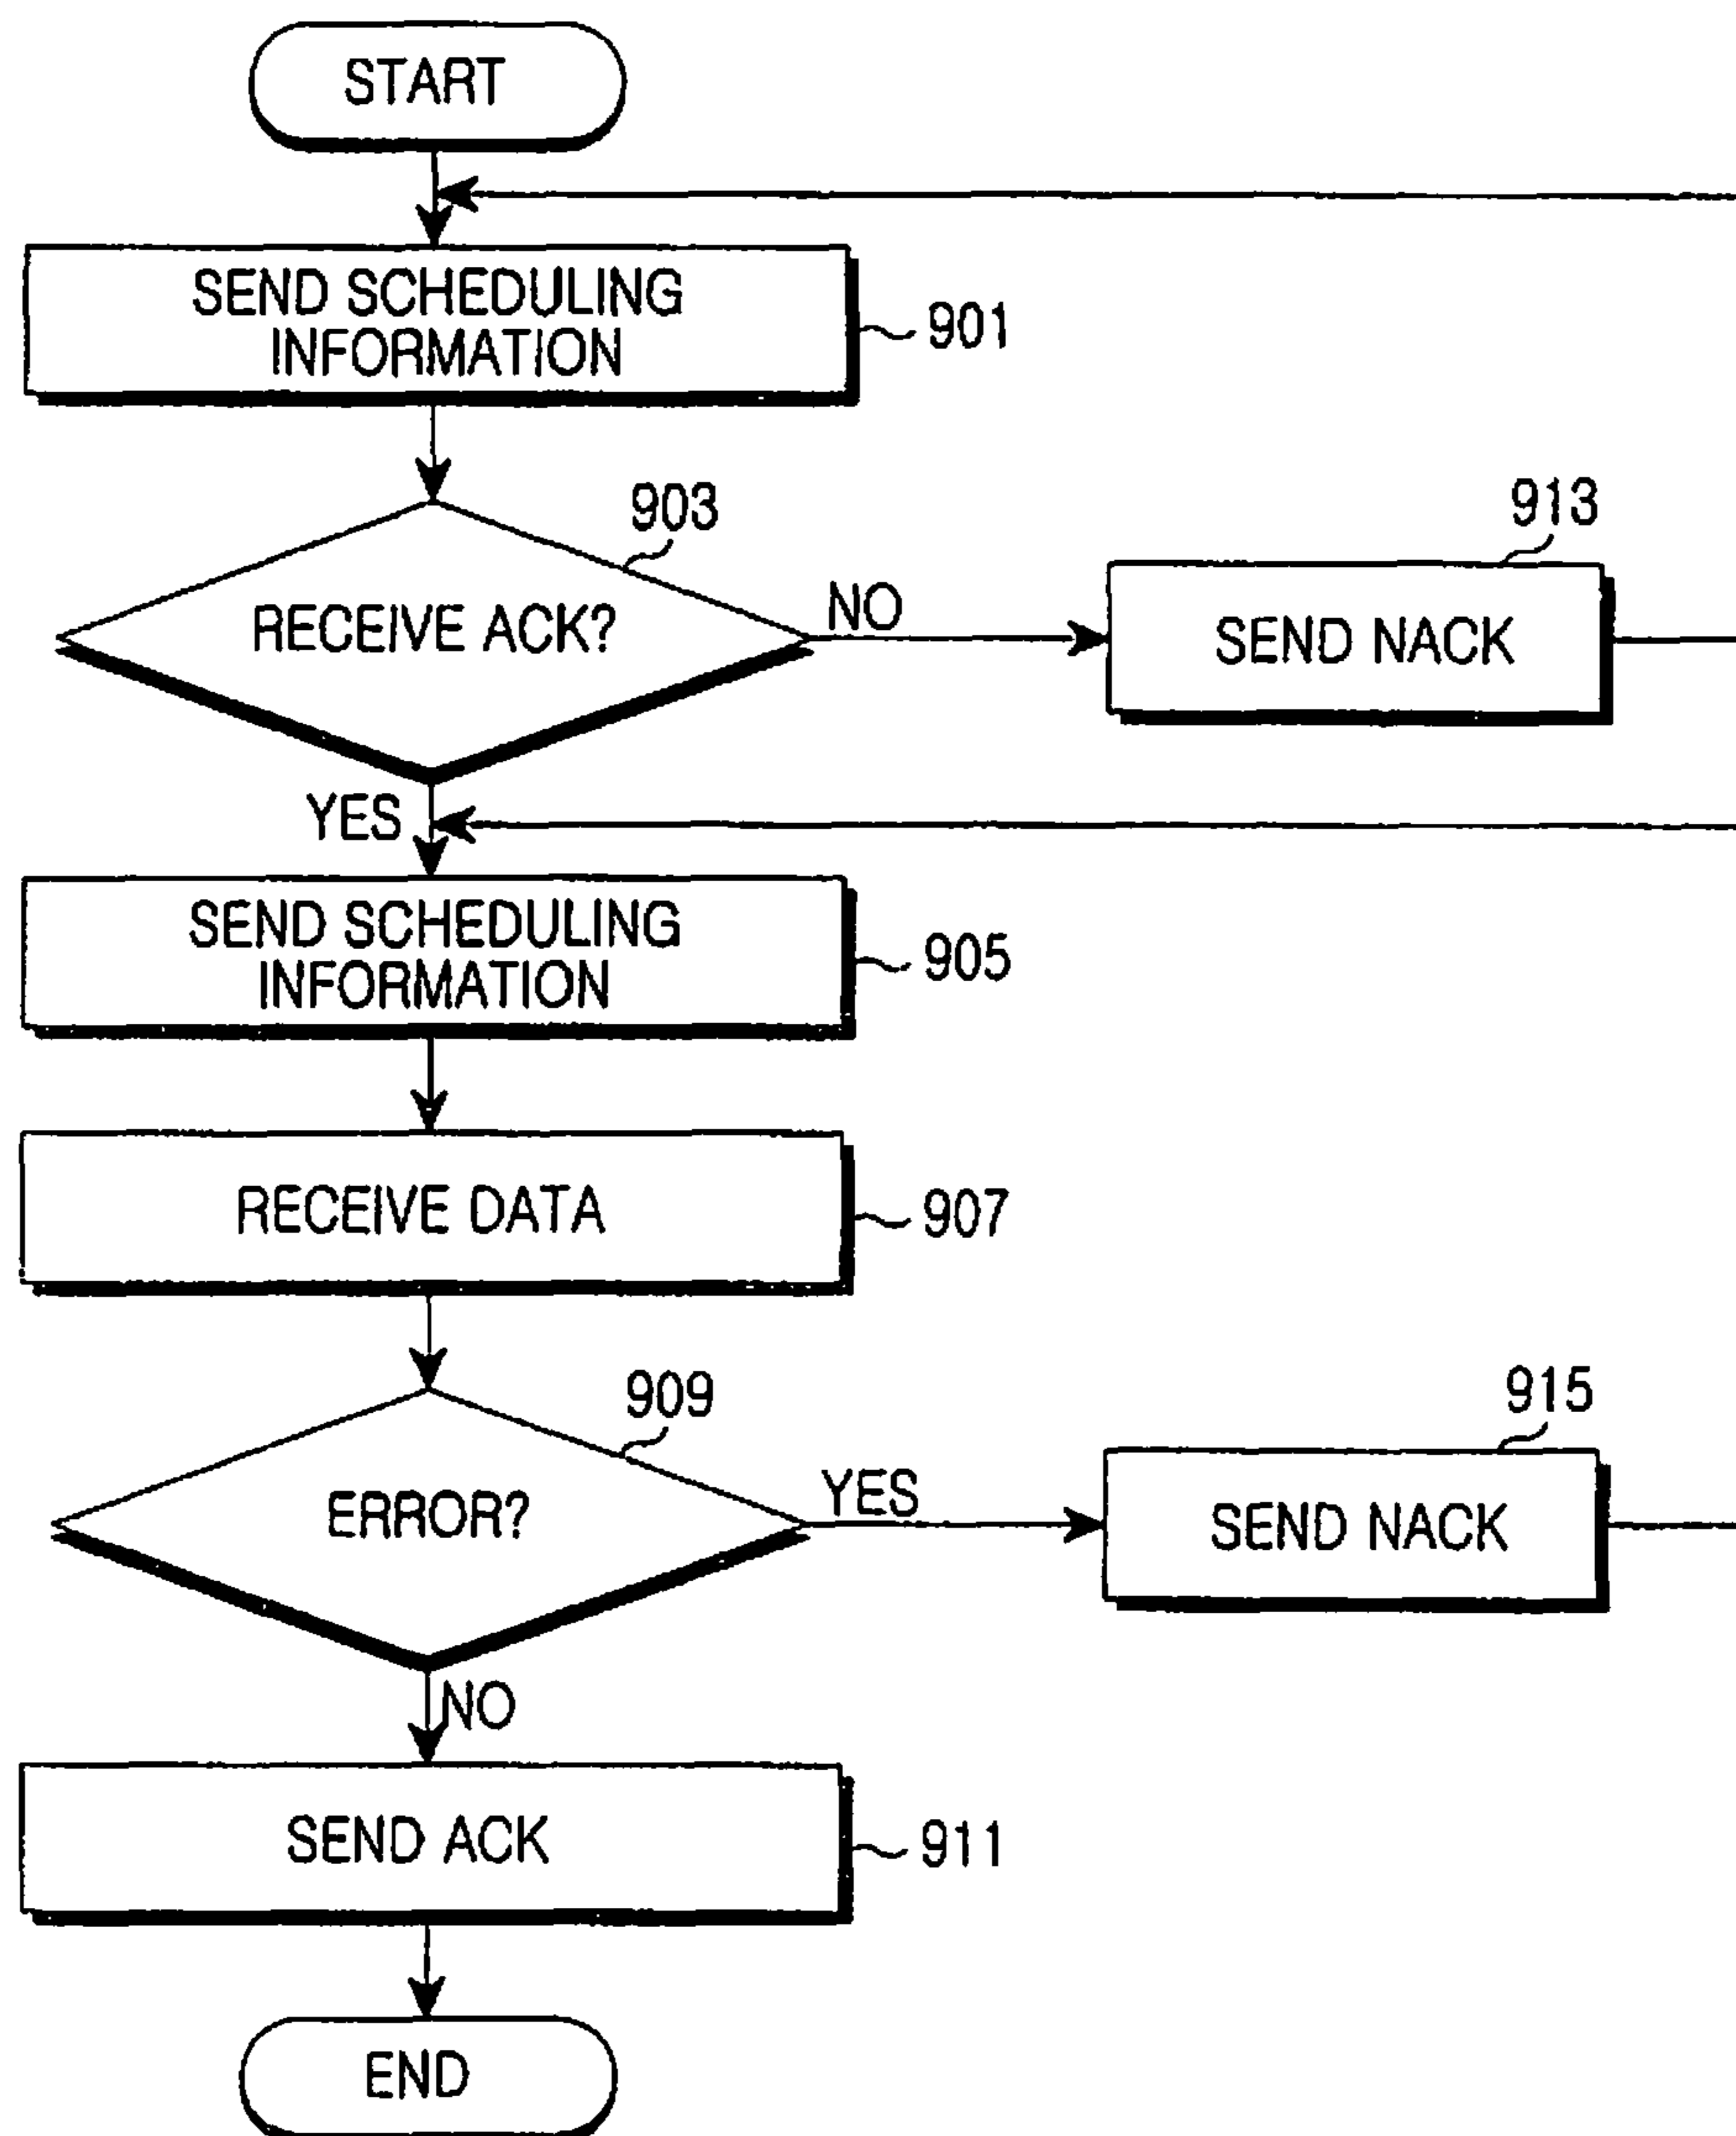 START
SEND SCHEDULING
INFORMATION
901
903
RECEIVE ACK?
NO
913
SEND NACK
YES
SEND SCHEDULING
INFORMATION
905
RECEIVE DATA
907
909
ERROR?
YES
915
SEND NACK
NO
SEND ACK
911
END